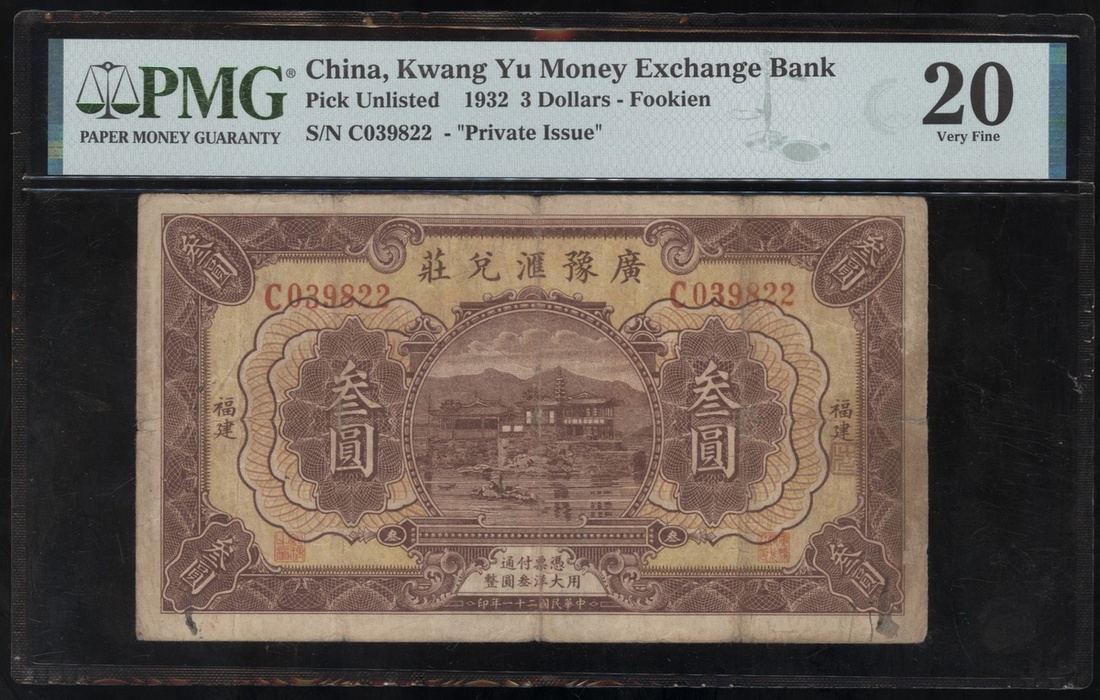 PMG®
PAPER MONEY GUARANTY
China, Kwang Yu Money Exchange Bank
Pick Unlisted 1932 3 Dollars - Fookien
S/N C039822 - "Private Issue"
20
Very Fine
叁圓
叁圓
廣豫滙兌莊
C039822
C039822
福建
叁圓
叁圓
福建
叁
叁
叁圓
叁圓
憑票付通
用大洋叁圓整
中華民國二十一年印